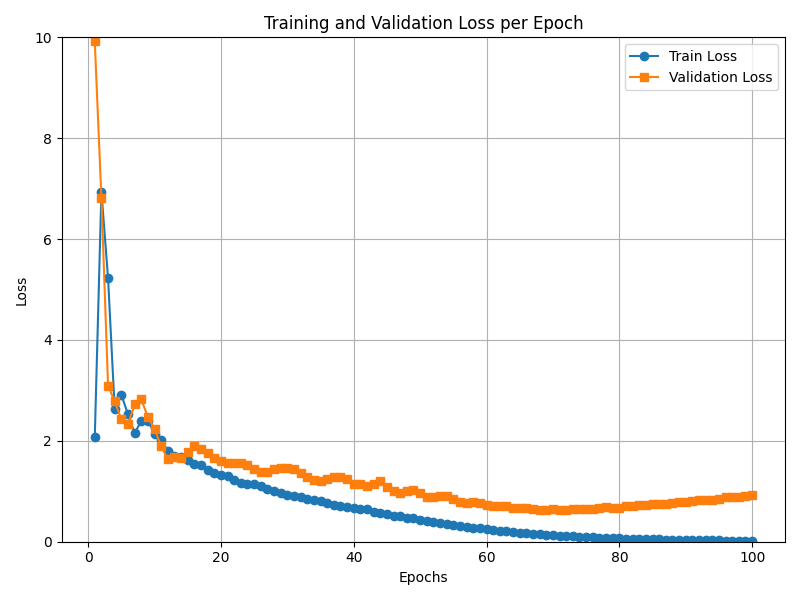 Training and Validation Loss per Epoch
Train Loss
Validation Loss
Loss
10
8
6
4
2
0
0 20 40 60 80 100
Epochs